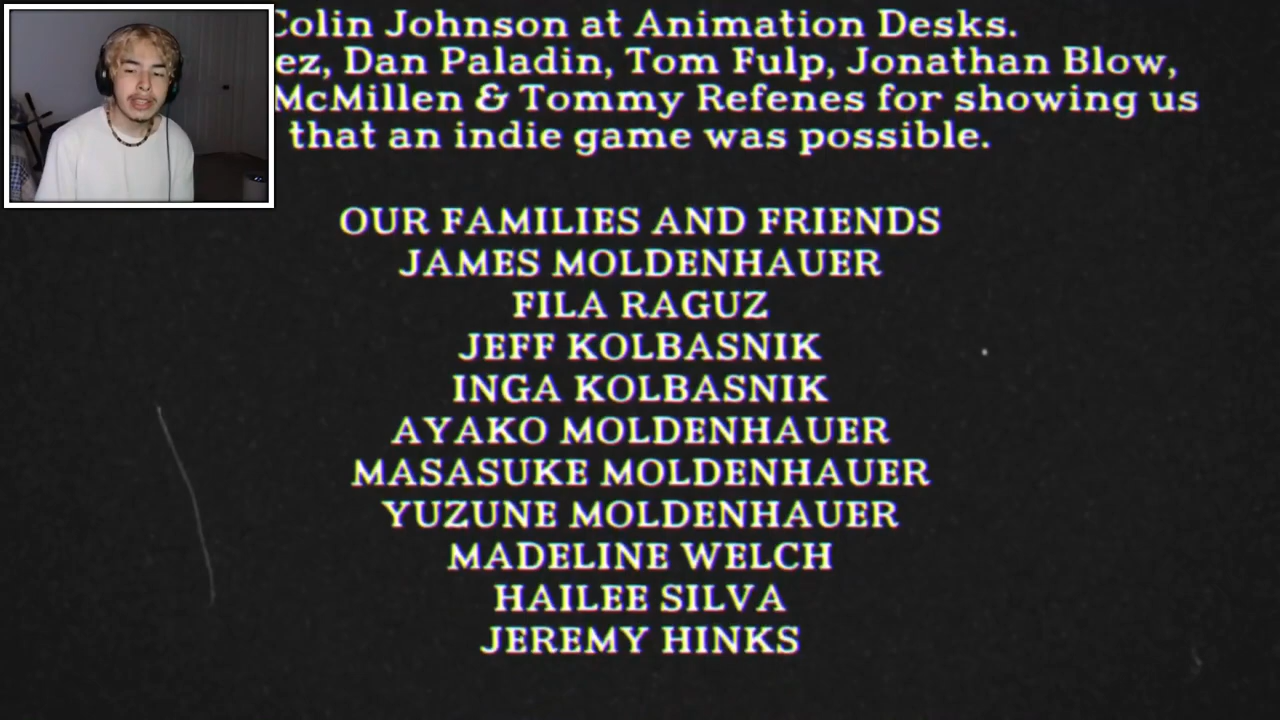 Colin Johnson at Animation Desks.
ez, Dan Paladin, Tom Fulp, Jonathan Blow,
McMillen & Tommy Refenes for showing us
that an indie game was possible.
OUR FAMILIES AND FRIENDS
JAMES MOLDENHAUER
FILA RAGUZ
JEFF KOLBASNIK
INGA KOLBASNIK
AYAKO MOLDENHAUER
MASASUKE MOLDENHAUER
YUZUNE MOLDENHAUER
MADELINE WELCH
HAILEE SILVA
JEREMY HINKS